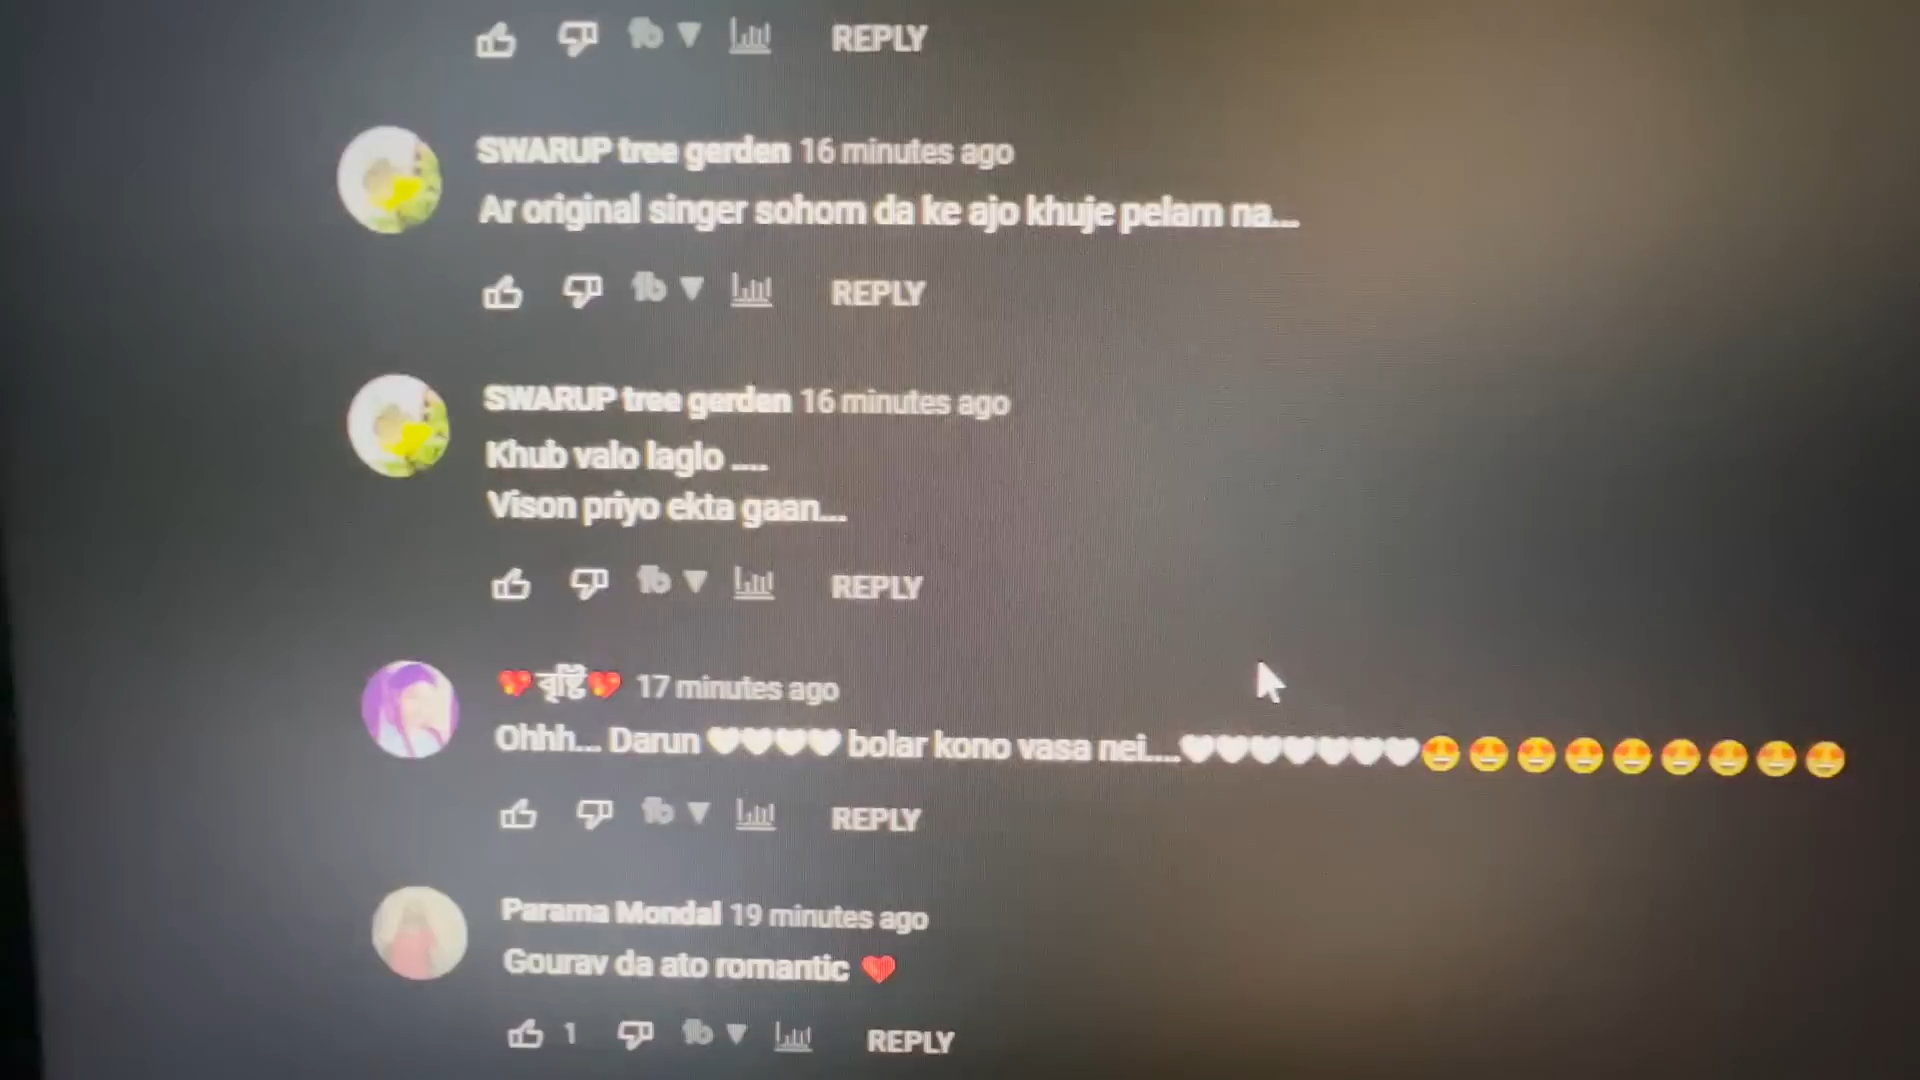 REPLY
SWARUP tree gerden 16 minutes ago
Ar original singer sohom da ke ajo khuje pelam na...
REPLY
SWARUP tree gerden 16 minutes ago
Khub valo laglo ....
Vison priyo ekta gaan...
REPLY
💖বৃষ্টি💖 17 minutes ago
Ohhh... Darun 🤍🤍🤍🤍 bolar kono vasa nei....🤍🤍🤍🤍🤍🤍🤍😍😍😍😍😍😍😍😍😍
REPLY
Parama Mondal 19 minutes ago
Gourav da ato romantic ❤️
1 REPLY